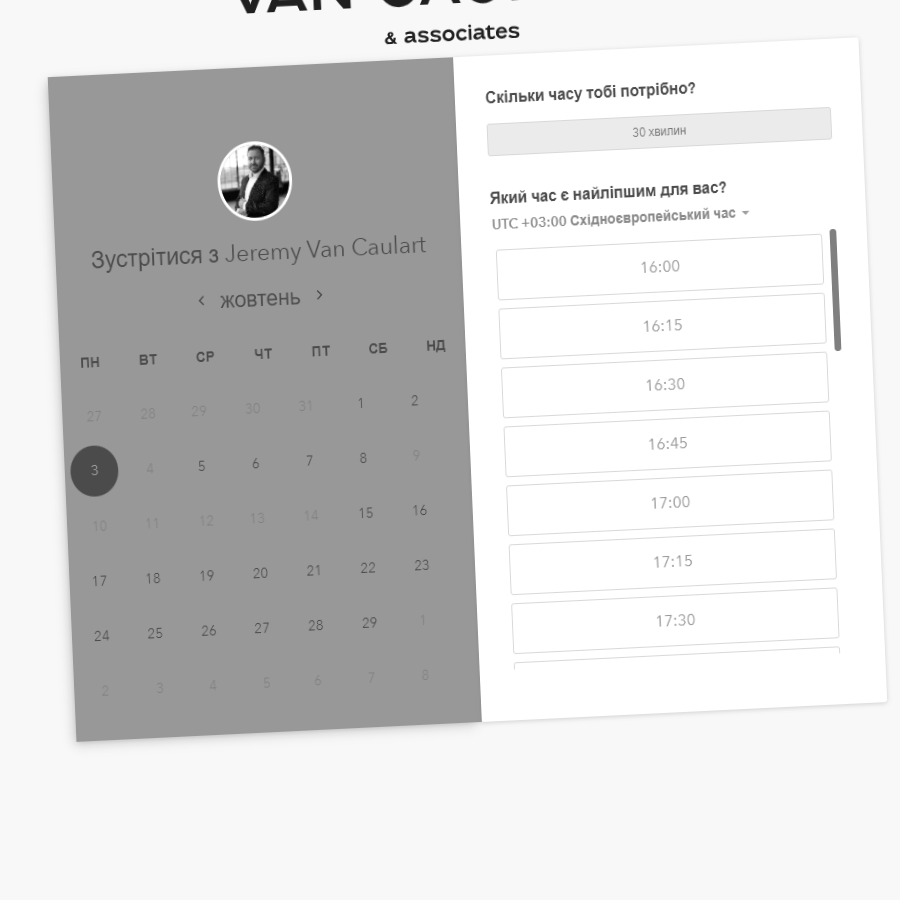 & associates
Зустрітися з Jeremy Van Caulart
‹ жовтень ›
ПН ВТ СР ЧТ ПТ СБ НД
27 28 29 30 31 1 2
3 4 5 6 7 8 9
10 11 12 13 14 15 16
17 18 19 20 21 22 23
24 25 26 27 28 29 1
2 3 4 5 6 7 8
Скільки часу тобі потрібно?
30 хвилин
Який час є найліпшим для вас?
UTC +03:00 Східноєвропейський час
16:00
16:15
16:30
16:45
17:00
17:15
17:30